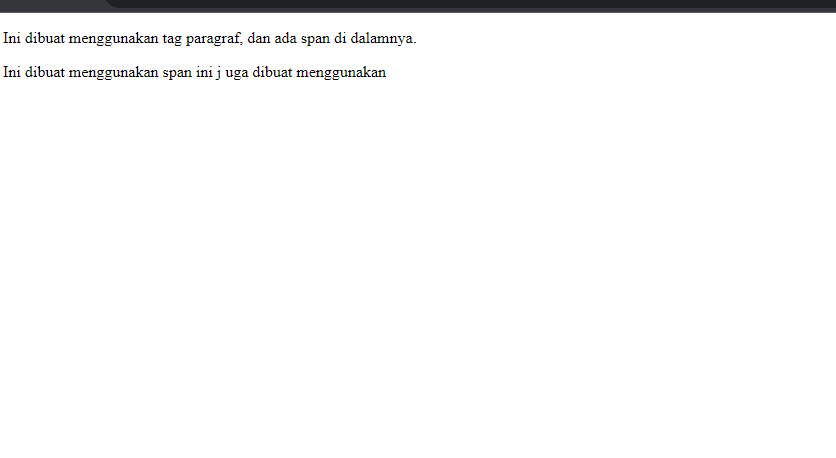 Ini dibuat menggunakan tag paragraf, dan ada span di dalamnya.
Ini dibuat menggunakan span ini j uga dibuat menggunakan